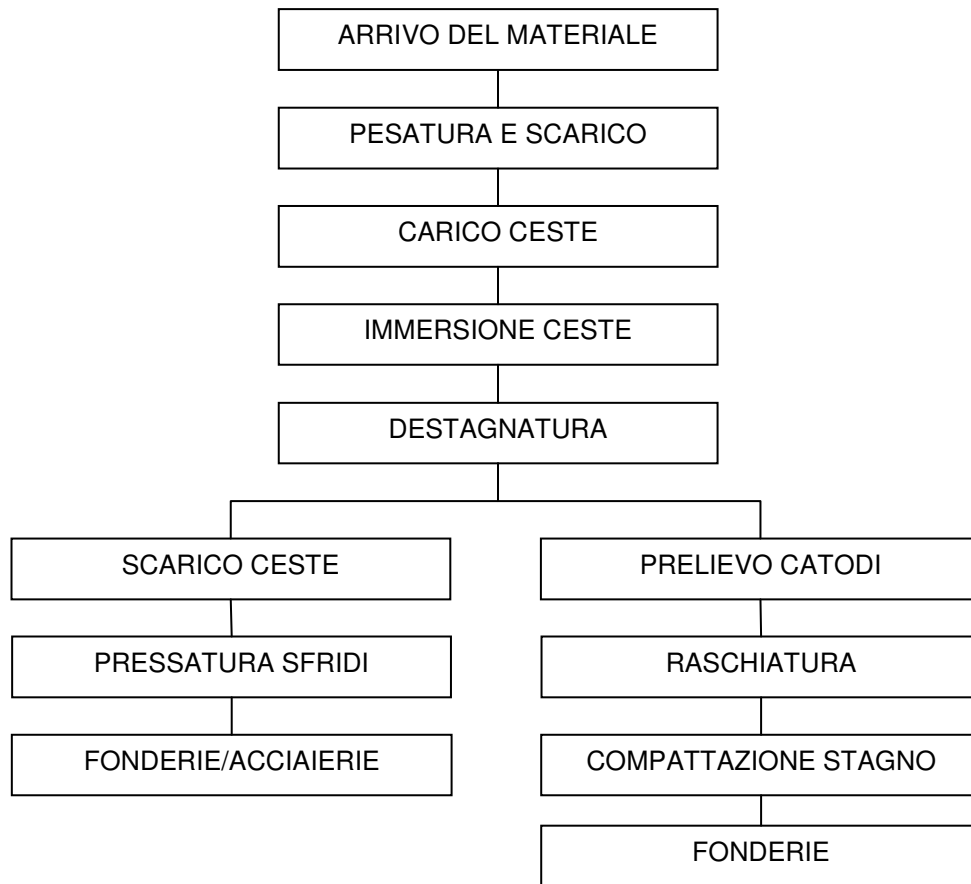 ARRIVO DEL MATERIALE
PESATURA E SCARICO
CARICO CESTE
IMMERSIONE CESTE
DESTAGNATURA
SCARICO CESTE
PRELIEVO CATODI
PRESSATURA SFRIDI
RASCHIATURA
FONDERIE/ACCIAIERIE
COMPATTAZIONE STAGNO
FONDERIE